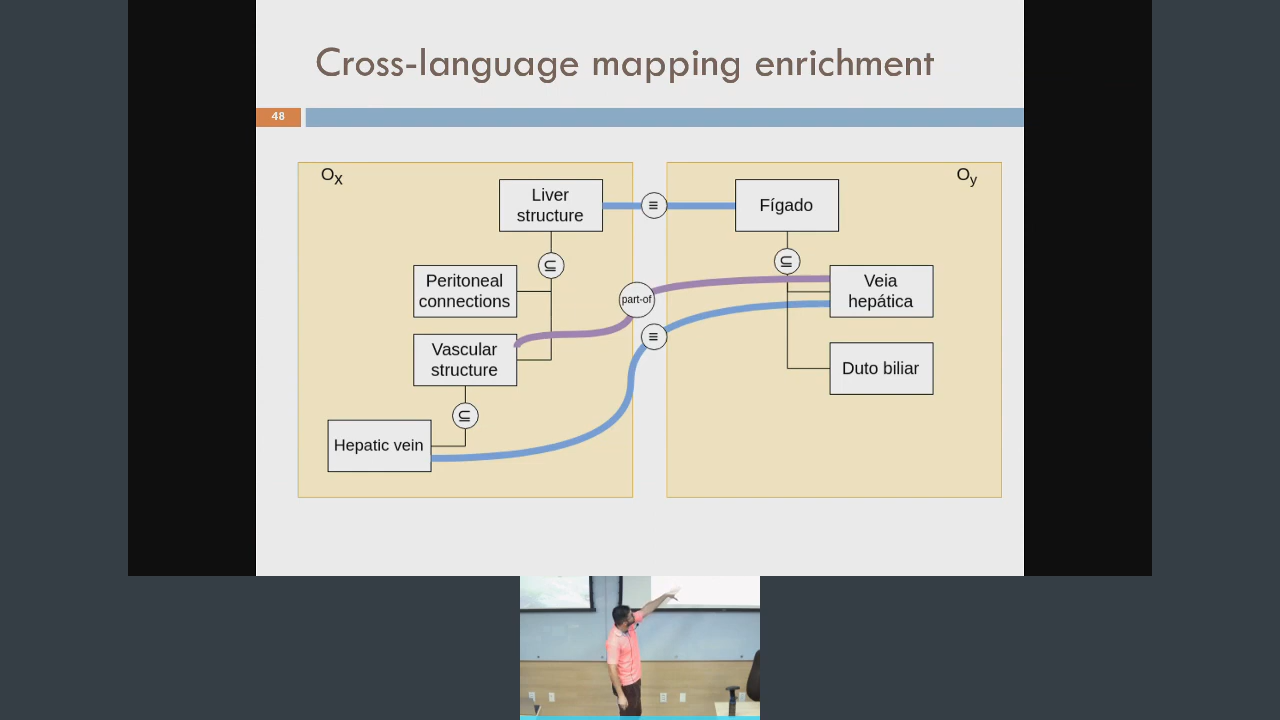 Cross-language mapping enrichment
48
Ox
Oy
Liver
structure
≡
Fígado
⊆
⊆
Peritoneal
connections
part-of
Veia
hepática
≡
Vascular
structure
Duto biliar
⊆
Hepatic vein